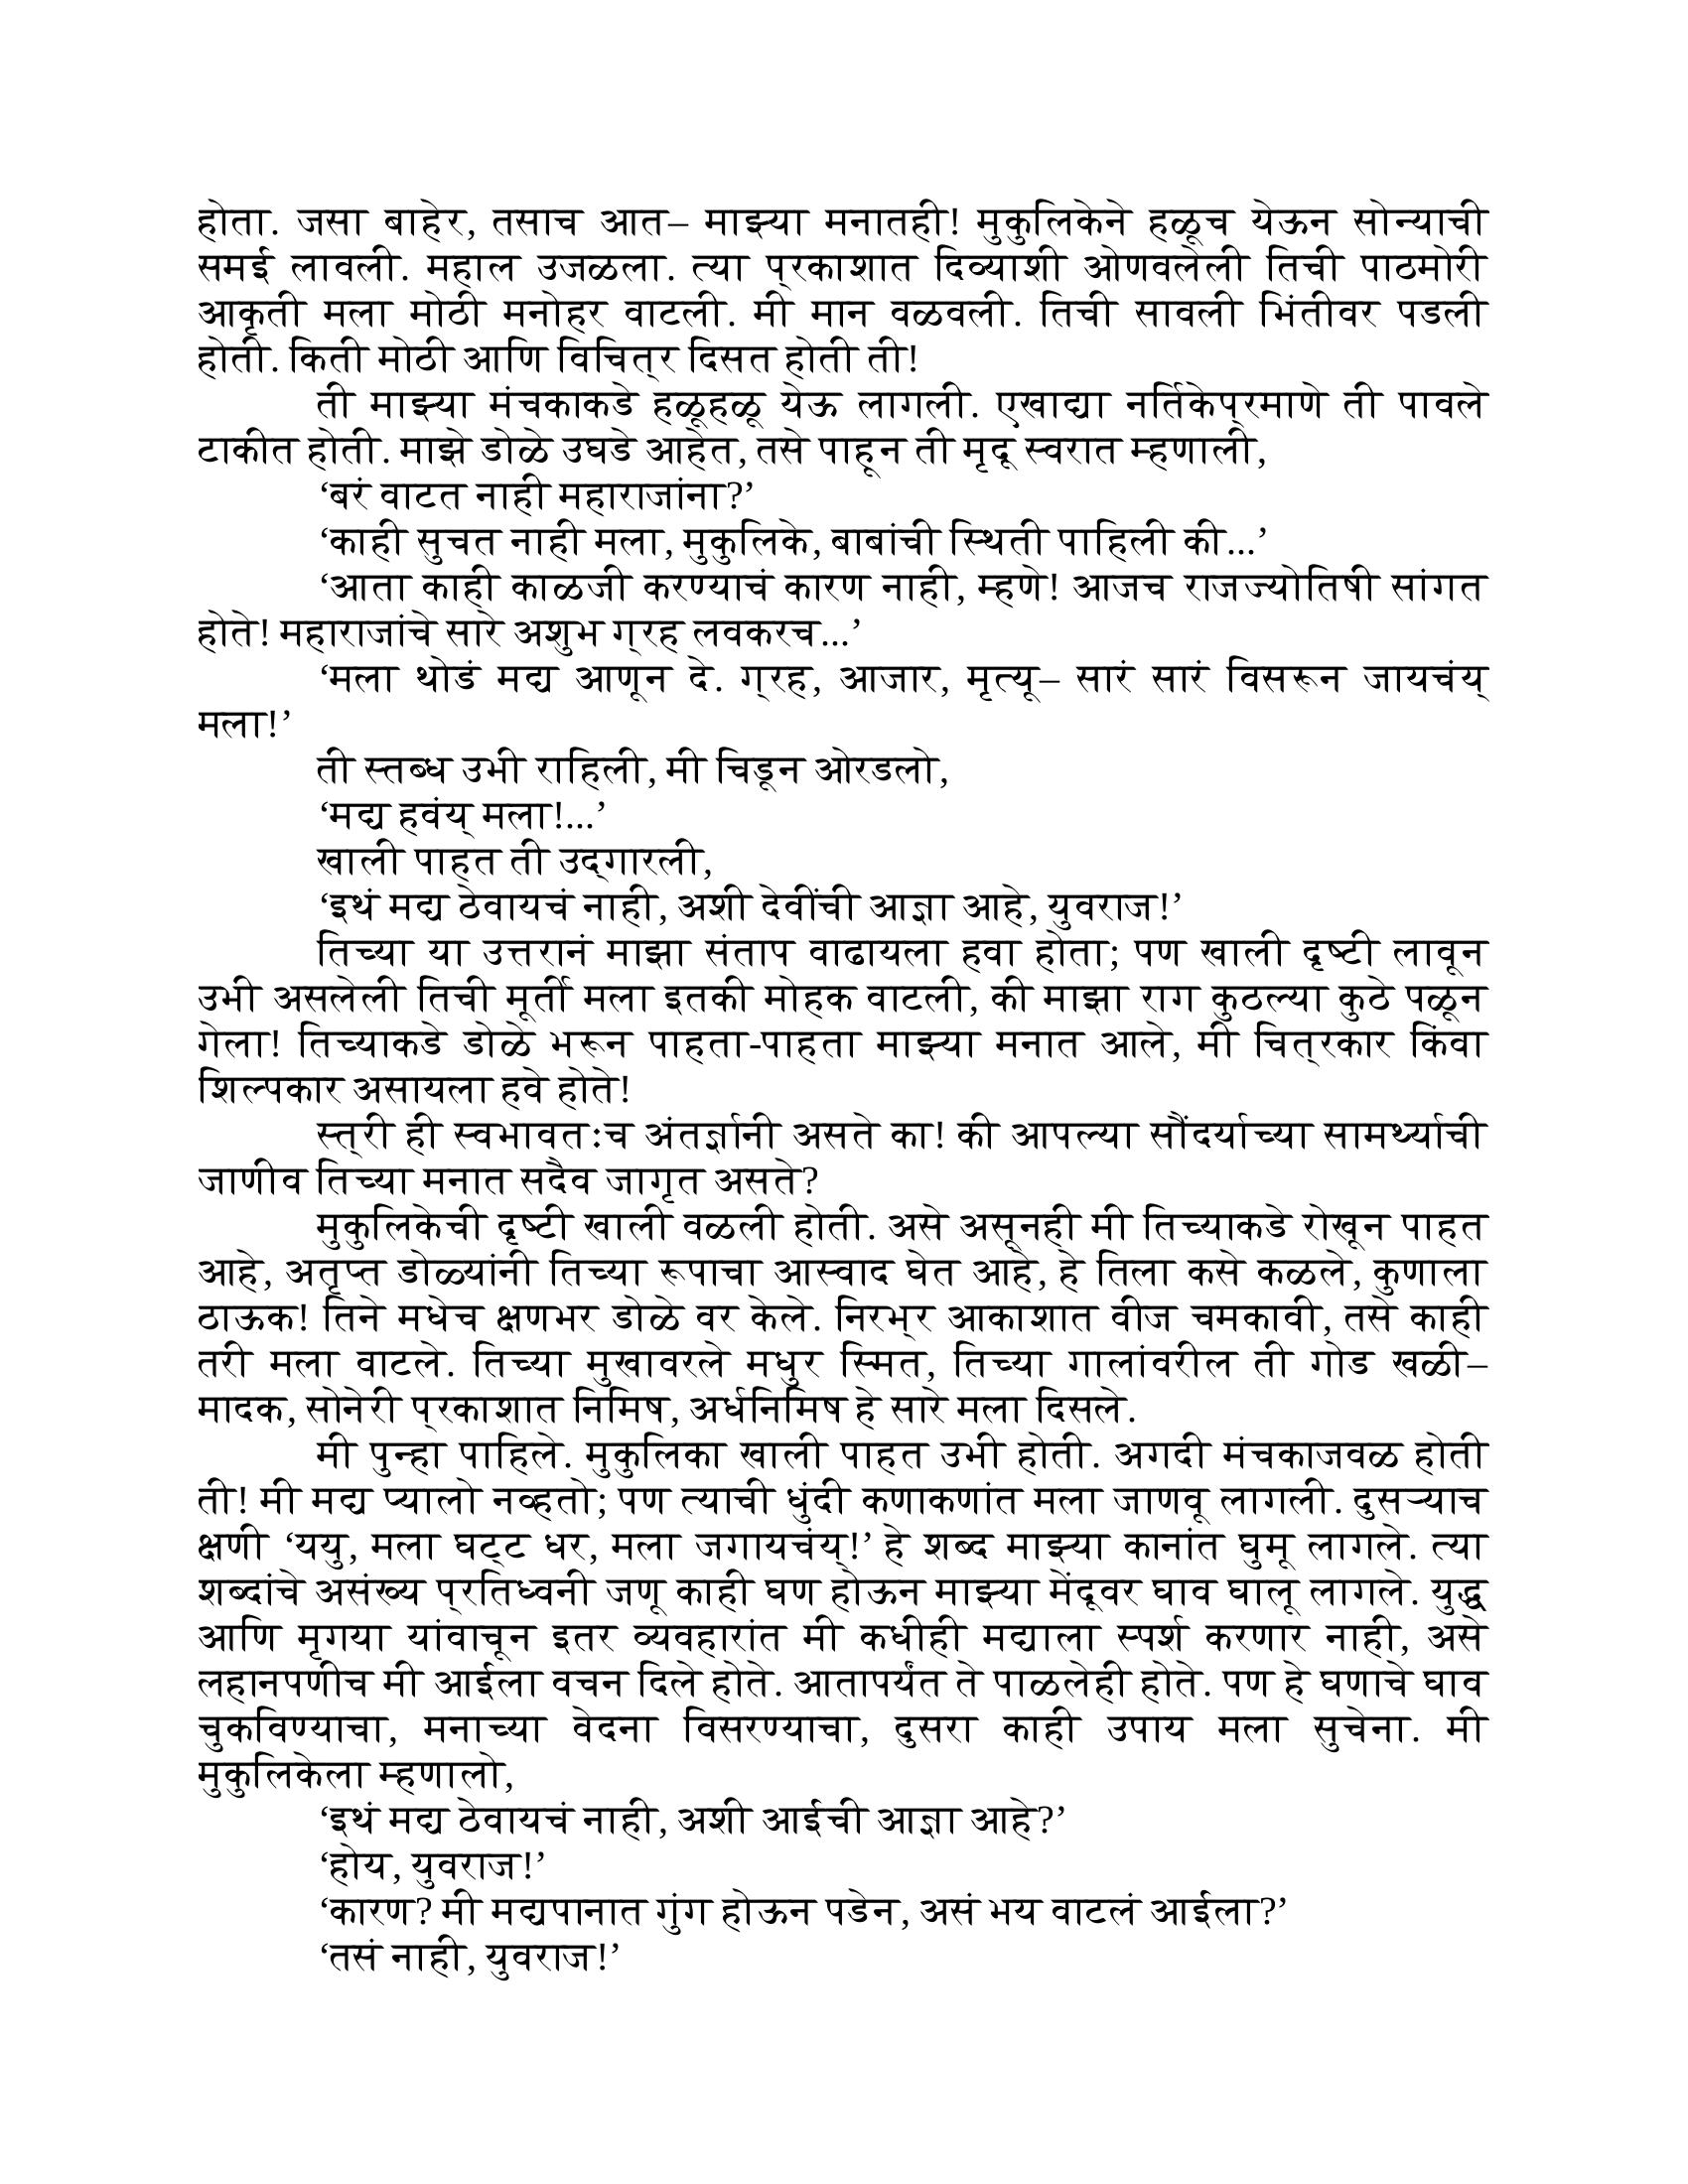 होता. जसा बाहेर, तसाच आत– माझ्या मनातही! मुकुलिकेने हळूच येऊन सोन्याची
समई लावली. महाल उजळला. त्या प्रकाशात दिव्याशी ओणवलेली तिची पाठमोरी
आकृती मला मोठी मनोहर वाटली. मी मान वळवली. तिची सावली भिंतीवर पडली
होती. किती मोठी आणि विचित्र दिसत होती ती!
ती माझ्या मंचकाकडे हळूहळू येऊ लागली. एखाद्या नर्तिकेप्रमाणे ती पावले
टाकीत होती. माझे डोळे उघडे आहेत, तसे पाहून ती मृदू स्वरात म्हणाली,
‘बरं वाटत नाही महाराजांना?’
‘काही सुचत नाही मला, मुकुलिके, बाबांची स्थिती पाहिली की...’
‘आता काही काळजी करण्याचं कारण नाही, म्हणे! आजच राजज्योतिषी सांगत
होते! महाराजांचे सारे अशुभ ग्रह लवकरच...’
‘मला थोडं मद्य आणून दे. ग्रह, आजार, मृत्यू– सारं सारं विसरून जायचंय्
मला!’
ती स्तब्ध उभी राहिली, मी चिडून ओरडलो,
‘मद्य हवंय् मला!...’
खाली पाहत ती उद्‌गारली,
‘इथं मद्य ठेवायचं नाही, अशी देवींची आज्ञा आहे, युवराज!’
तिच्या या उत्तरानं माझा संताप वाढायला हवा होता; पण खाली दृष्टी लावून
उभी असलेली तिची मूर्ती मला इतकी मोहक वाटली, की माझा राग कुठल्या कुठे पळून
गेला! तिच्याकडे डोळे भरून पाहता-पाहता माझ्या मनात आले, मी चित्रकार किंवा
शिल्पकार असायला हवे होते!
स्त्री ही स्वभावतःच अंतर्ज्ञानी असते का! की आपल्या सौंदर्याच्या सामर्थ्याची
जाणीव तिच्या मनात सदैव जागृत असते?
मुकुलिकेची दृष्टी खाली वळली होती. असे असूनही मी तिच्याकडे रोखून पाहत
आहे, अतृप्त डोळ्यांनी तिच्या रूपाचा आस्वाद घेत आहे, हे तिला कसे कळले, कुणाला
ठाऊक! तिने मधेच क्षणभर डोळे वर केले. निरभ्र आकाशात वीज चमकावी, तसे काही
तरी मला वाटले. तिच्या मुखावरले मधुर स्मित, तिच्या गालांवरील ती गोड खळी–
मादक, सोनेरी प्रकाशात निमिष, अर्धनिमिष हे सारे मला दिसले.
मी पुन्हा पाहिले. मुकुलिका खाली पाहत उभी होती. अगदी मंचकाजवळ होती
ती! मी मद्य प्यालो नव्हतो; पण त्याची धुंदी कणाकणांत मला जाणवू लागली. दुसऱ्याच
क्षणी ‘ययु, मला घट्ट धर, मला जगायचंय्!’ हे शब्द माझ्या कानांत घुमू लागले. त्या
शब्दांचे असंख्य प्रतिध्वनी जणू काही घण होऊन माझ्या मेंदूवर घाव घालू लागले. युद्ध
आणि मृगया यांवाचून इतर व्यवहारांत मी कधीही मद्याला स्पर्श करणार नाही, असे
लहानपणीच मी आईला वचन दिले होते. आतापर्यंत ते पाळलेही होते. पण हे घणाचे घाव
चुकविण्याचा, मनाच्या वेदना विसरण्याचा, दुसरा काही उपाय मला सुचेना. मी
मुकुलिकेला म्हणालो,
‘इथं मद्य ठेवायचं नाही, अशी आईची आज्ञा आहे?’
‘होय, युवराज!’
‘कारण? मी मद्यपानात गुंग होऊन पडेन, असं भय वाटलं आईला?’
‘तसं नाही, युवराज!’